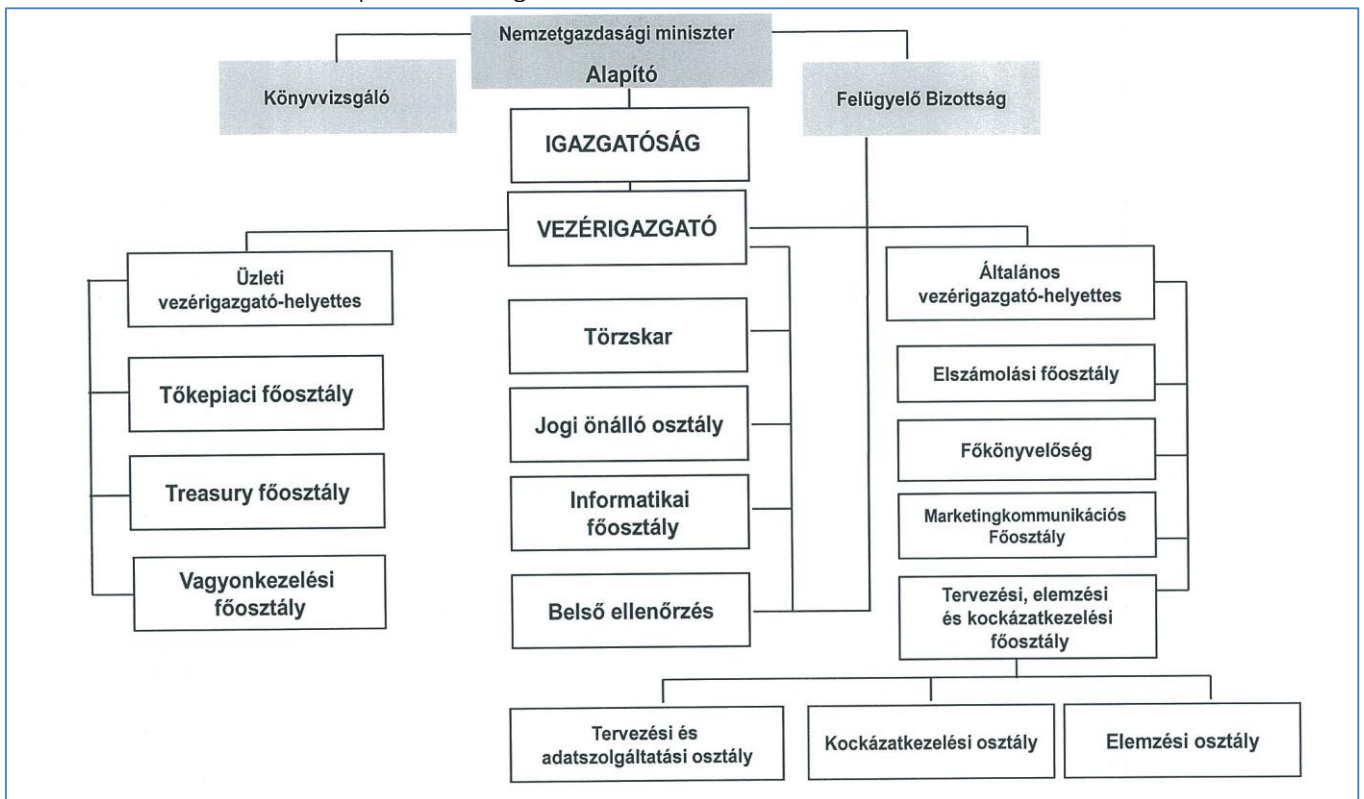 Nemzetgazdasági miniszter
Alapító
Könyvvizsgáló
Felügyelő Bizottság
IGAZGATÓSÁG
VEZÉRIGAZGATÓ
Üzleti
vezérigazgató-helyettes
Tőkepiaci főosztály
Treasury főosztály
Vagyonkezelési
főosztály
Törzskar
Jogi önálló osztály
Informatikai
főosztály
Belső ellenőrzés
Általános
vezérigazgató-helyettes
Elszámolási főosztály
Főkönyvelőség
Marketingkommunikációs
Főosztály
Tervezési, elemzési
és kockázatkezelési
főosztály
Tervezési és
adatszolgáltatási osztály
Kockázatkezelési osztály
Elemzési osztály